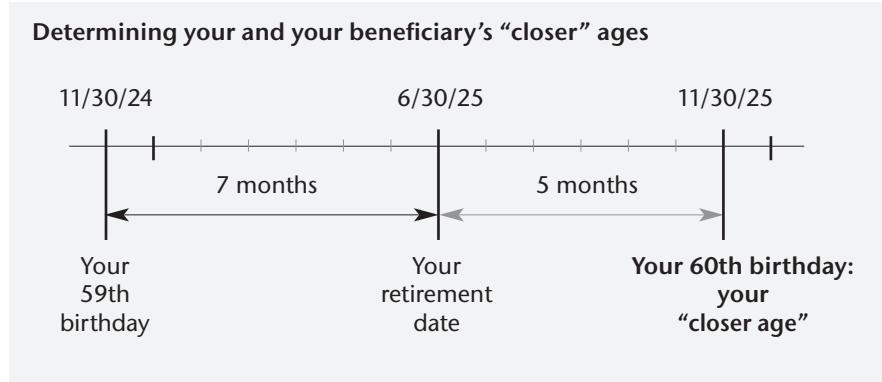 Determining your and your beneficiary’s “closer” ages
11/30/24
6/30/25
11/30/25
7 months
5 months
Your
59th
birthday
Your
retirement
date
Your 60th birthday:
your
“closer age”